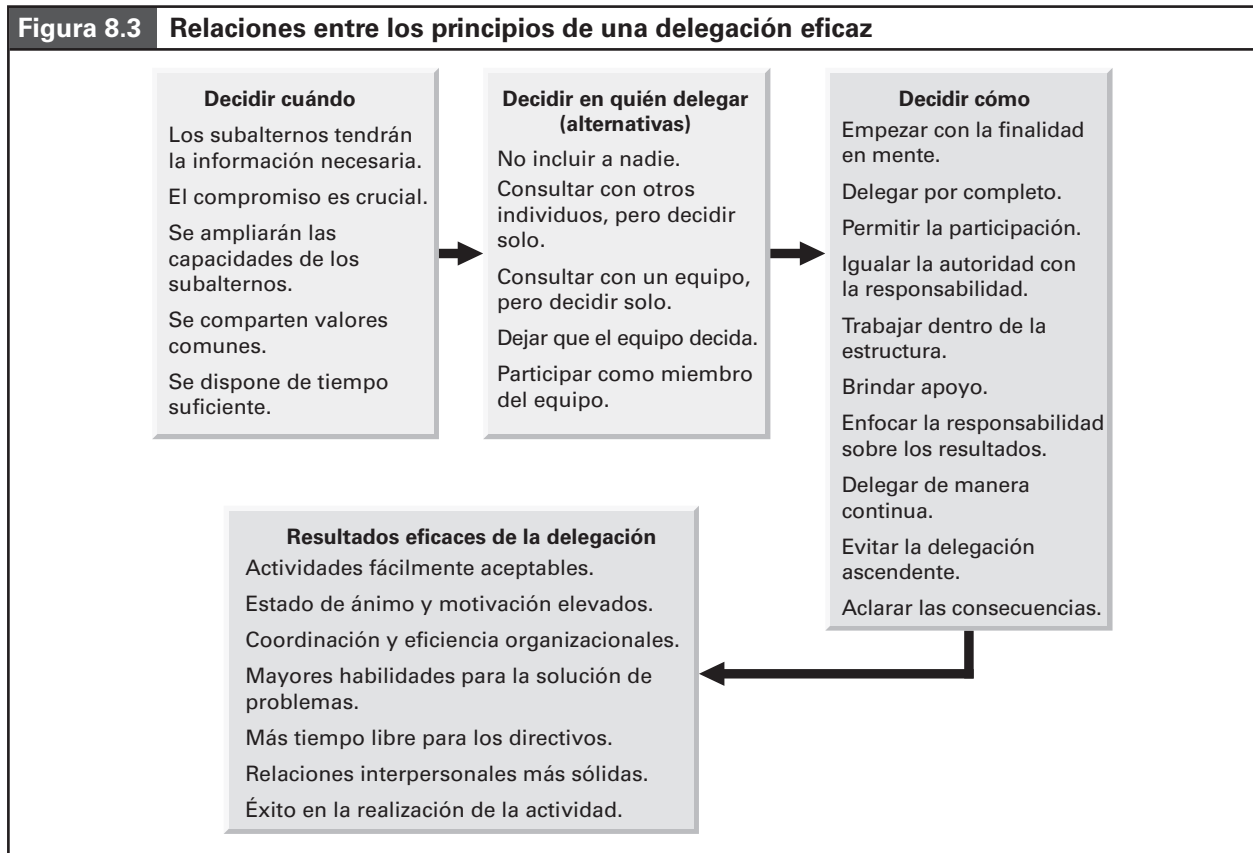 Figura 8.3 Relaciones entre los principios de una delegación eficaz
Decidir cuándo
Los subalternos tendrán
la información necesaria.
El compromiso es crucial.
Se ampliarán las
capacidades de los
subalternos.
Se comparten valores
comunes.
Se dispone de tiempo
suficiente.
Decidir en quién delegar
(alternativas)
No incluir a nadie.
Consultar con otros
individuos, pero decidir
solo.
Consultar con un equipo,
pero decidir solo.
Dejar que el equipo decida.
Participar como miembro
del equipo.
Decidir cómo
Empezar con la finalidad
en mente.
Delegar por completo.
Permitir la participación.
Igualar la autoridad con
la responsabilidad.
Trabajar dentro de la
estructura.
Brindar apoyo.
Enfocar la responsabilidad
sobre los resultados.
Delegar de manera
continua.
Evitar la delegación
ascendente.
Aclarar las consecuencias.
Resultados eficaces de la delegación
Actividades fácilmente aceptables.
Estado de ánimo y motivación elevados.
Coordinación y eficiencia organizacionales.
Mayores habilidades para la solución de
problemas.
Más tiempo libre para los directivos.
Relaciones interpersonales más sólidas.
Éxito en la realización de la actividad.